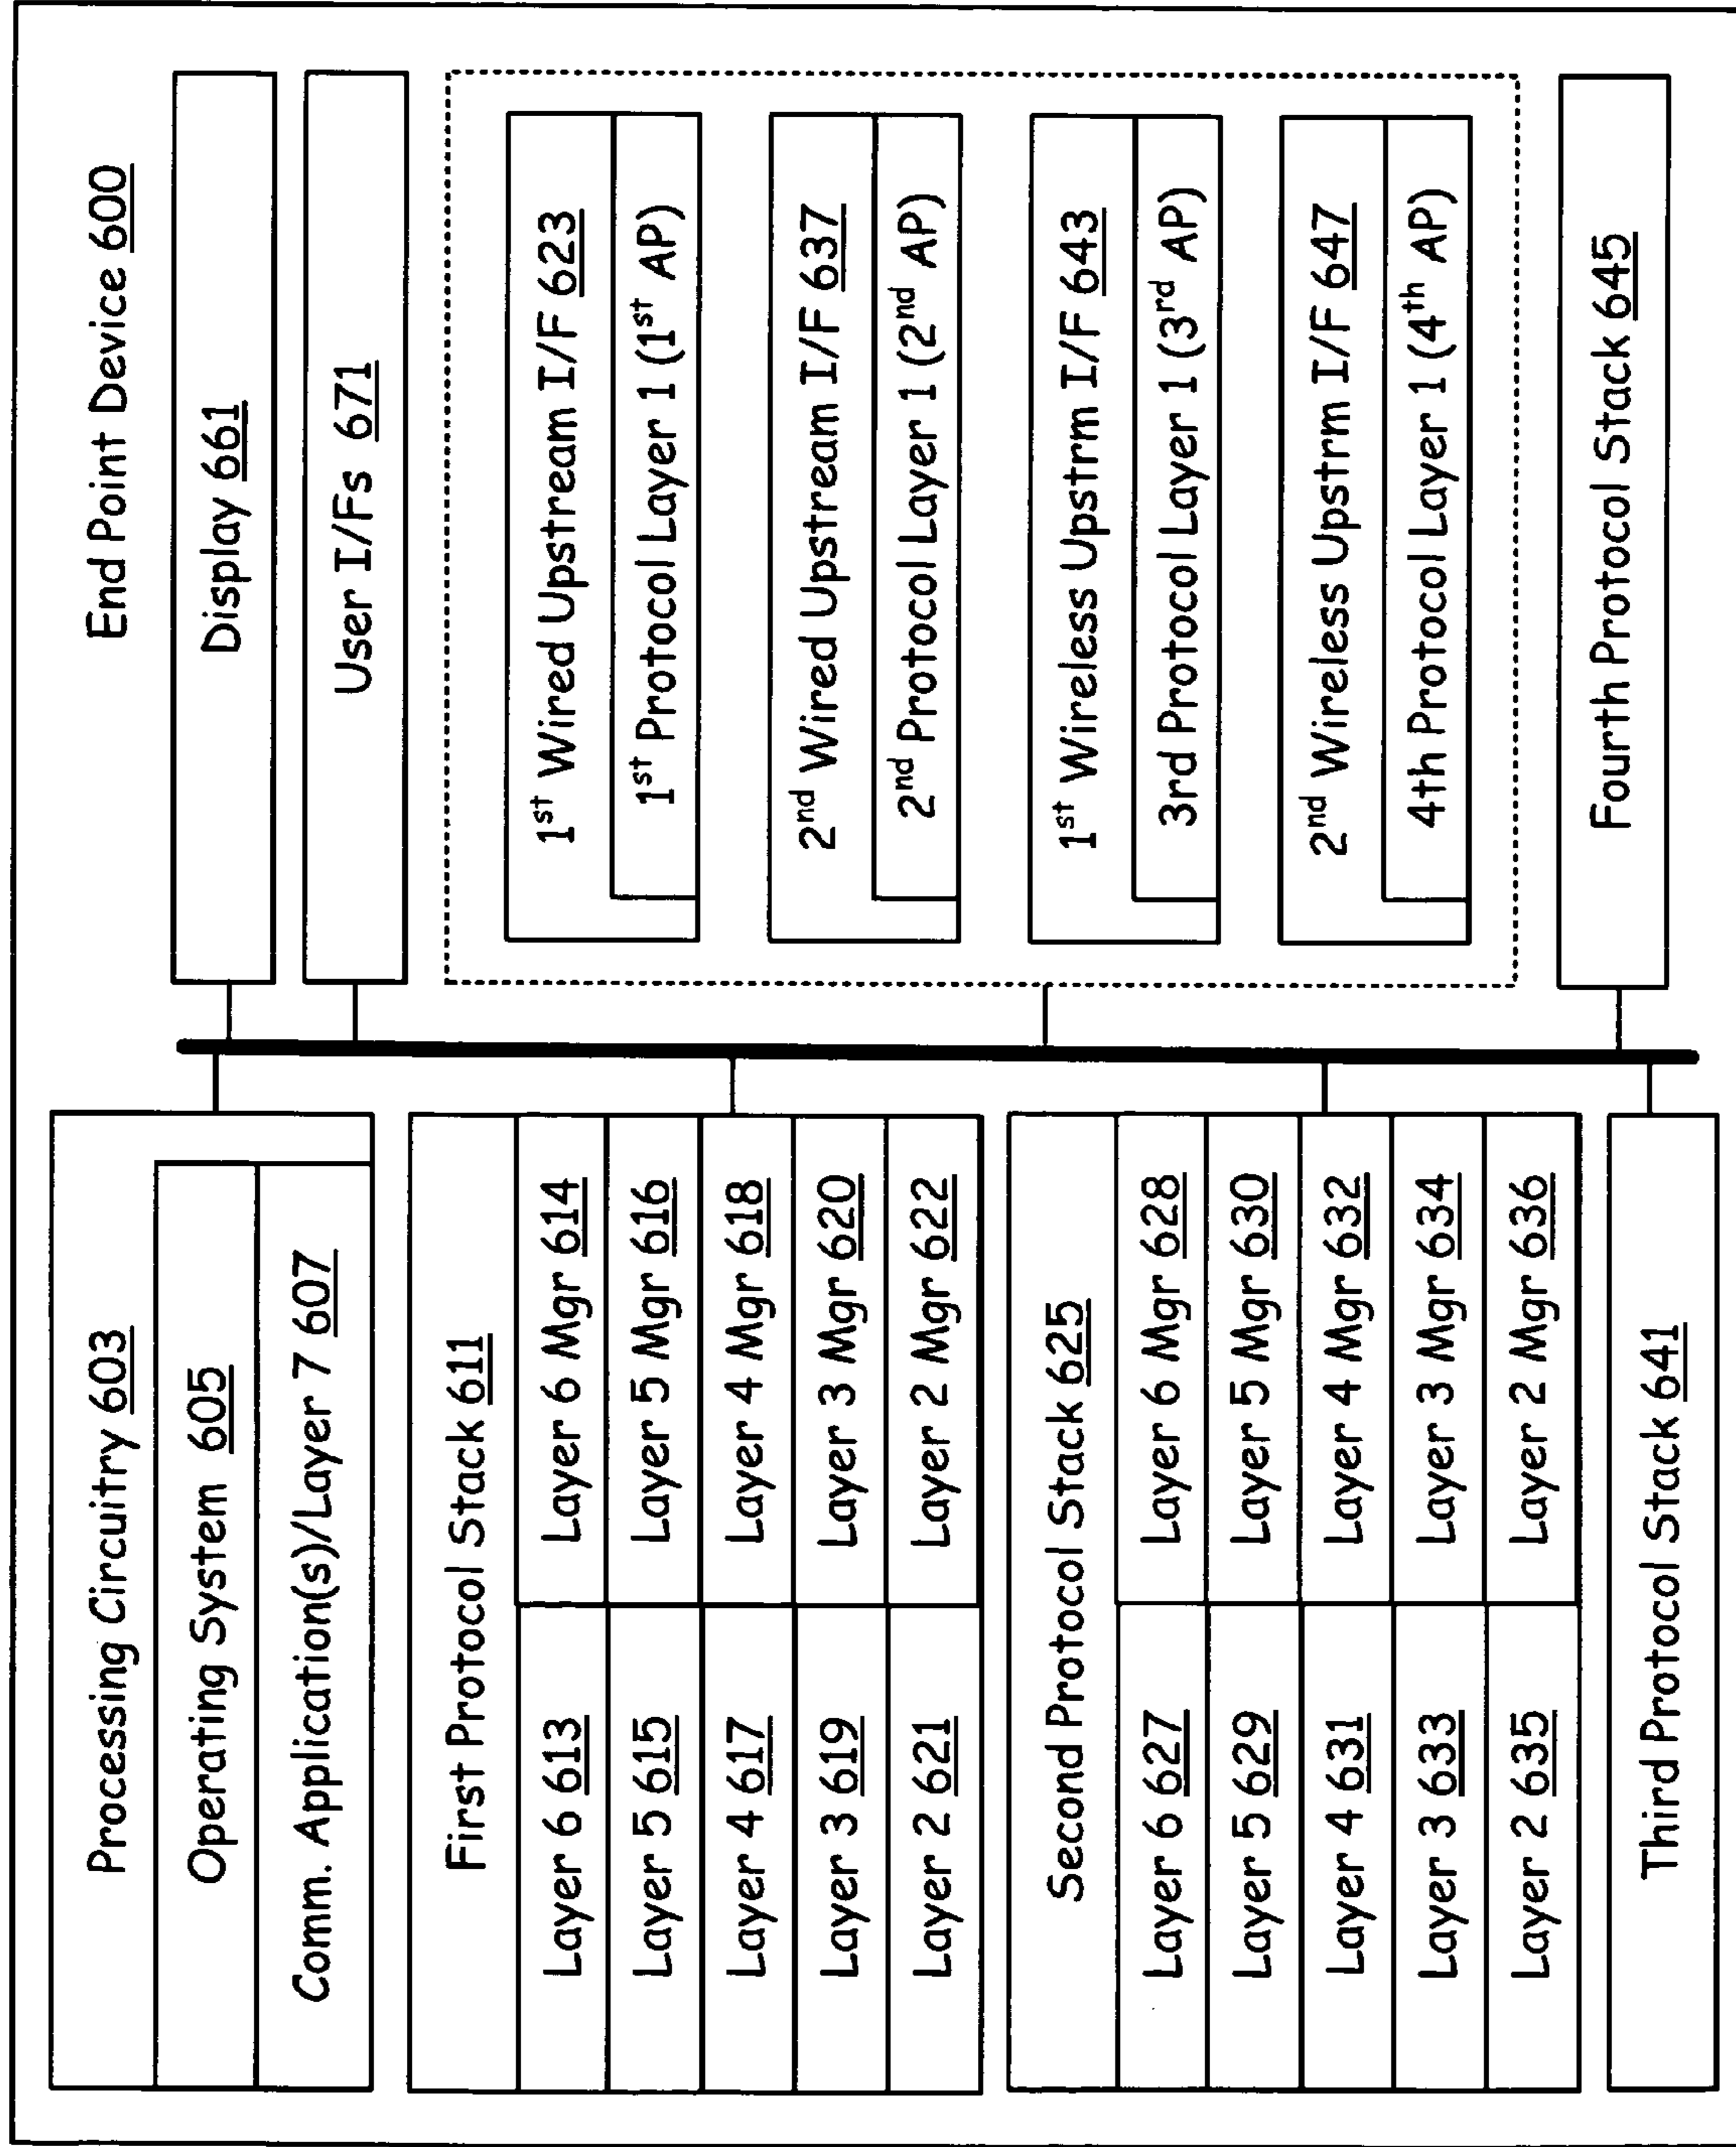 End Point Device 600
Processing Circuitry 603
Operating System 605
Comm. Application(s)/Layer 7 607
First Protocol Stack 611
Layer 6 613
Layer 6 Mgr 614
Layer 5 615
Layer 5 Mgr 616
Layer 4 617
Layer 4 Mgr 618
Layer 3 619
Layer 3 Mgr 620
Layer 2 621
Layer 2 Mgr 622
Second Protocol Stack 625
Layer 6 627
Layer 6 Mgr 628
Layer 5 629
Layer 5 Mgr 630
Layer 4 631
Layer 4 Mgr 632
Layer 3 633
Layer 3 Mgr 634
Layer 2 635
Layer 2 Mgr 636
Third Protocol Stack 641
Display 661
User I/Fs 671
1st Wired Upstream I/F 623
1st Protocol Layer 1 (1st AP)
2nd Wired Upstream I/F 637
2nd Protocol Layer 1 (2nd AP)
1st Wireless Upstrm I/F 643
3rd Protocol Layer 1 (3rd AP)
2nd Wireless Upstrm I/F 647
4th Protocol Layer 1 (4th AP)
Fourth Protocol Stack 645